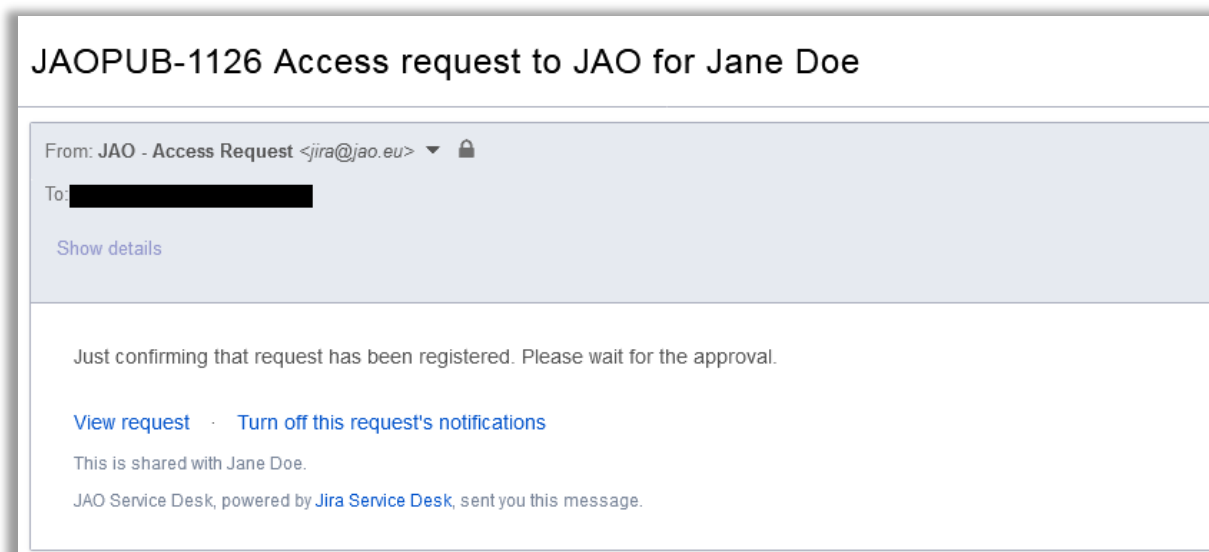 JAOPUB-1126 Access request to JAO for Jane Doe
From: JAO - Access Request <jira@jao.eu>
To:
Show details
Just confirming that request has been registered. Please wait for the approval.
View request · Turn off this request's notifications
This is shared with Jane Doe.
JAO Service Desk, powered by Jira Service Desk, sent you this message.